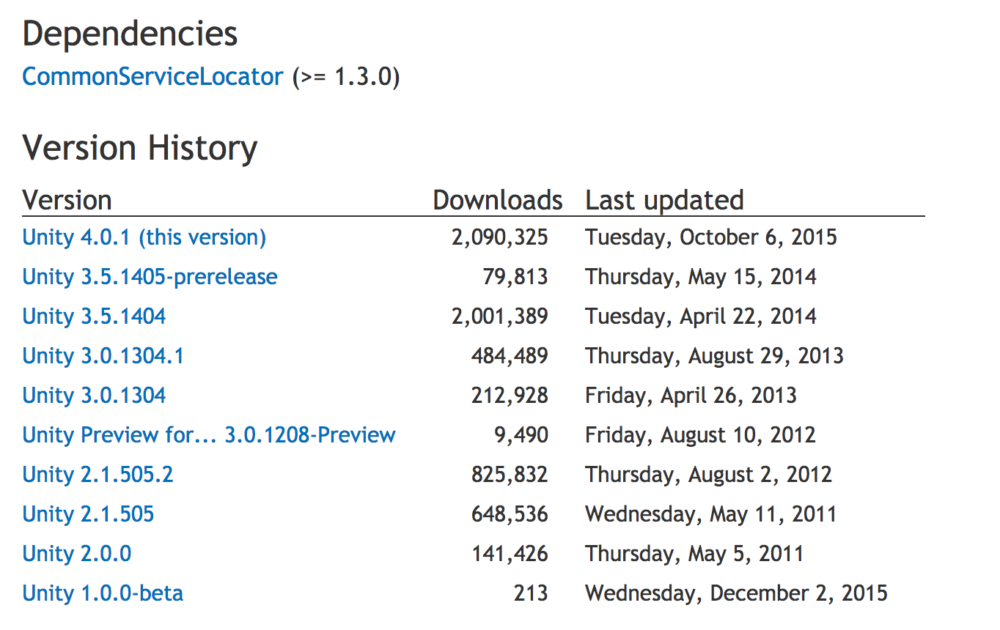 Dependencies
CommonServiceLocator (>= 1.3.0)
Version History
Version Downloads Last updated
Unity 4.0.1 (this version) 2,090,325 Tuesday, October 6, 2015
Unity 3.5.1405-prerelease 79,813 Thursday, May 15, 2014
Unity 3.5.1404 2,001,389 Tuesday, April 22, 2014
Unity 3.0.1304.1 484,489 Thursday, August 29, 2013
Unity 3.0.1304 212,928 Friday, April 26, 2013
Unity Preview for... 3.0.1208-Preview 9,490 Friday, August 10, 2012
Unity 2.1.505.2 825,832 Thursday, August 2, 2012
Unity 2.1.505 648,536 Wednesday, May 11, 2011
Unity 2.0.0 141,426 Thursday, May 5, 2011
Unity 1.0.0-beta 213 Wednesday, December 2, 2015